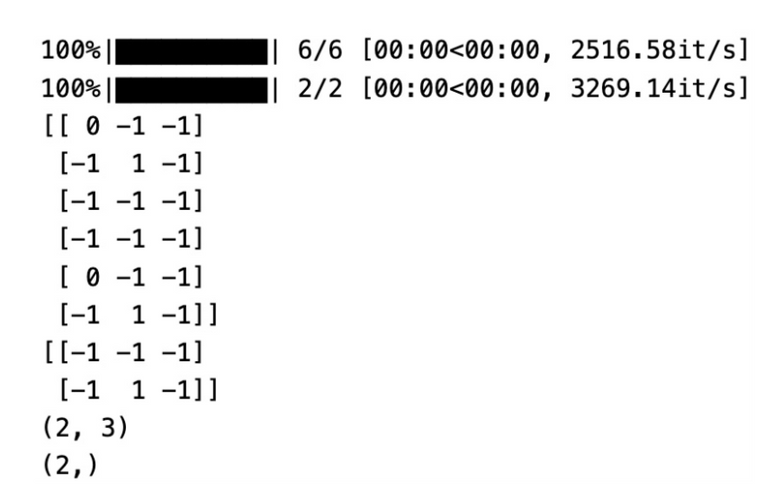 100%|██████████| 6/6 [00:00<00:00, 2516.58it/s]
100%|██████████| 2/2 [00:00<00:00, 3269.14it/s]
[[ 0 -1 -1]
 [-1  1 -1]
 [-1 -1 -1]
 [-1 -1 -1]
 [ 0 -1 -1]
 [-1  1 -1]]
[[-1 -1 -1]
 [-1  1 -1]]
(2, 3)
(2,)